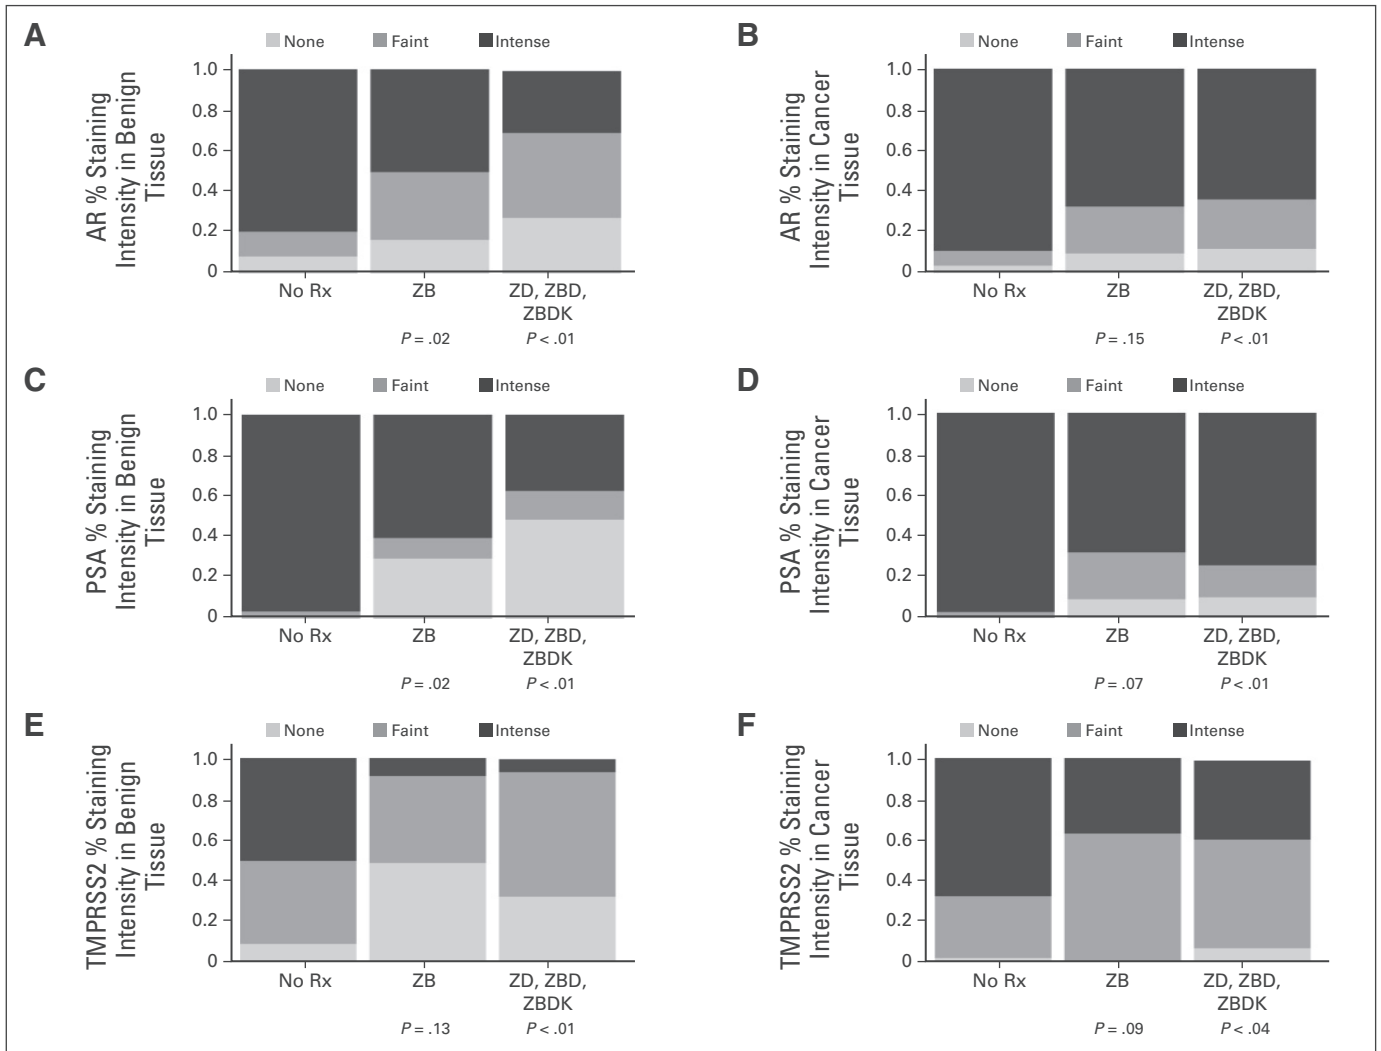 A
None Faint Intense
AR % Staining
Intensity in Benign
Tissue
1.0
0.8
0.6
0.4
0.2
0
No Rx ZB ZD, ZBD,
ZBDK
P = .02 P < .01
B
None Faint Intense
AR % Staining
Intensity in Cancer
Tissue
1.0
0.8
0.6
0.4
0.2
0
No Rx ZB ZD, ZBD,
ZBDK
P = .15 P < .01
C
None Faint Intense
PSA % Staining
Intensity in Benign
Tissue
1.0
0.8
0.6
0.4
0.2
0
No Rx ZB ZD, ZBD,
ZBDK
P = .02 P < .01
D
None Faint Intense
PSA % Staining
Intensity in Cancer
Tissue
1.0
0.8
0.6
0.4
0.2
0
No Rx ZB ZD, ZBD,
ZBDK
P = .07 P < .01
E
None Faint Intense
TMPRSS2 % Staining
Intensity in Benign
Tissue
1.0
0.8
0.6
0.4
0.2
0
No Rx ZB ZD, ZBD,
ZBDK
P = .13 P < .01
F
None Faint Intense
TMPRSS2 % Staining
Intensity in Cancer
Tissue
1.0
0.8
0.6
0.4
0.2
0
No Rx ZB ZD, ZBD,
ZBDK
P = .09 P < .04